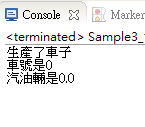 Console
Marker
<terminated> Sample3_
生產了車子
車號是0
汽油輛是0.0